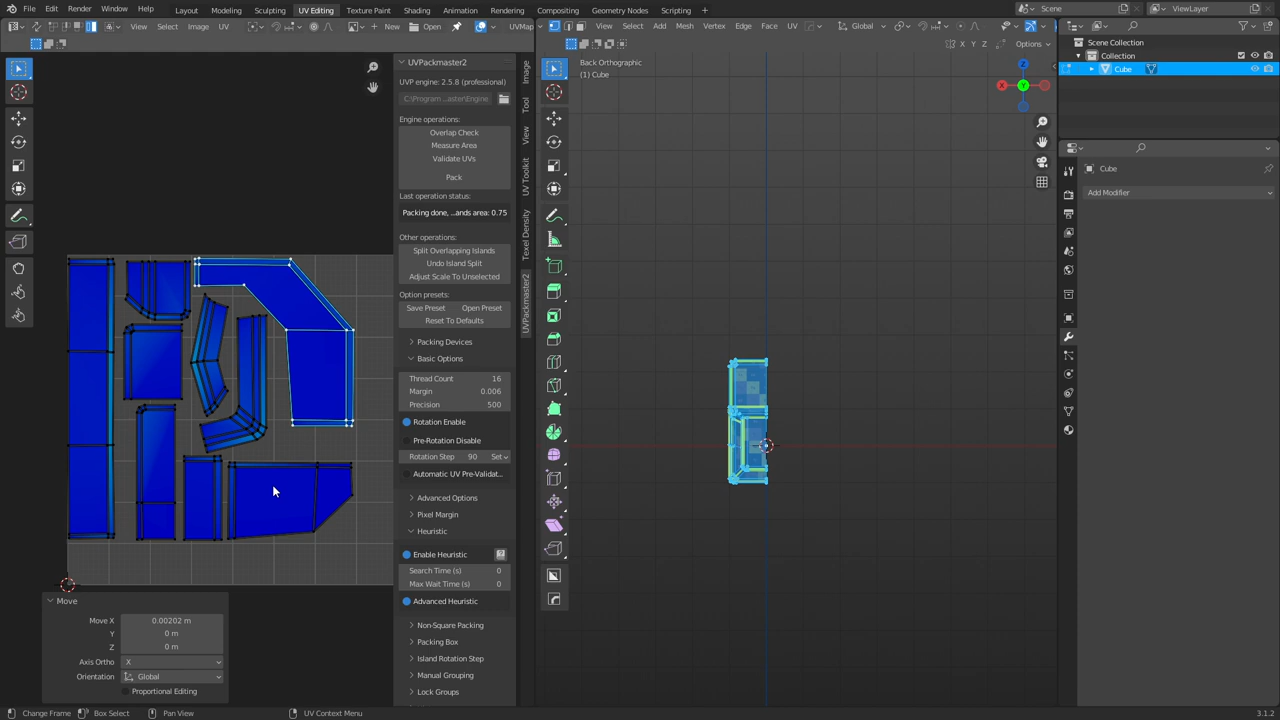 File Edit Render Window Help
Layout Modeling Sculpting UV Editing Texture Paint Shading Animation Rendering Compositing Geometry Nodes Scripting +
Scene
ViewLayer
View Select Image UV
New
Open
UVMap
View Select Add Mesh Vertex Edge Face UV
Global
X Y Z
Options
Scene Collection
Collection
Cube
Cube
Add Modifier
Back Orthographic
(1) Cube
Z
X
Y
UVPackmaster2
UVP engine: 2.5.8 (professional)
C:\Program ..aster\Engine
Engine operations:
Overlap Check
Measure Area
Validate UVs
Pack
Last operation status:
Packing done, ...ands area: 0.75
Other operations:
Split Overlapping Islands
Undo Island Split
Adjust Scale To Unselected
Option presets:
Save Preset Open Preset
Reset To Defaults
Packing Devices
Basic Options
Thread Count 16
Margin 0.006
Precision 500
Rotation Enable
Pre-Rotation Disable
Rotation Step 90 Set
Automatic UV Pre-Validat...
Advanced Options
Pixel Margin
Heuristic
Enable Heuristic
Search Time (s) 0
Max Wait Time (s) 0
Advanced Heuristic
Non-Square Packing
Packing Box
Island Rotation Step
Manual Grouping
Lock Groups
Image
Tool
View
UV Toolkit
Texel Density
UVPackmaster2
Move
Move X 0.00202 m
Y 0 m
Z 0 m
Axis Ortho X
Orientation Global
Proportional Editing
Change Frame Box Select Pan View UV Context Menu
3.1.2